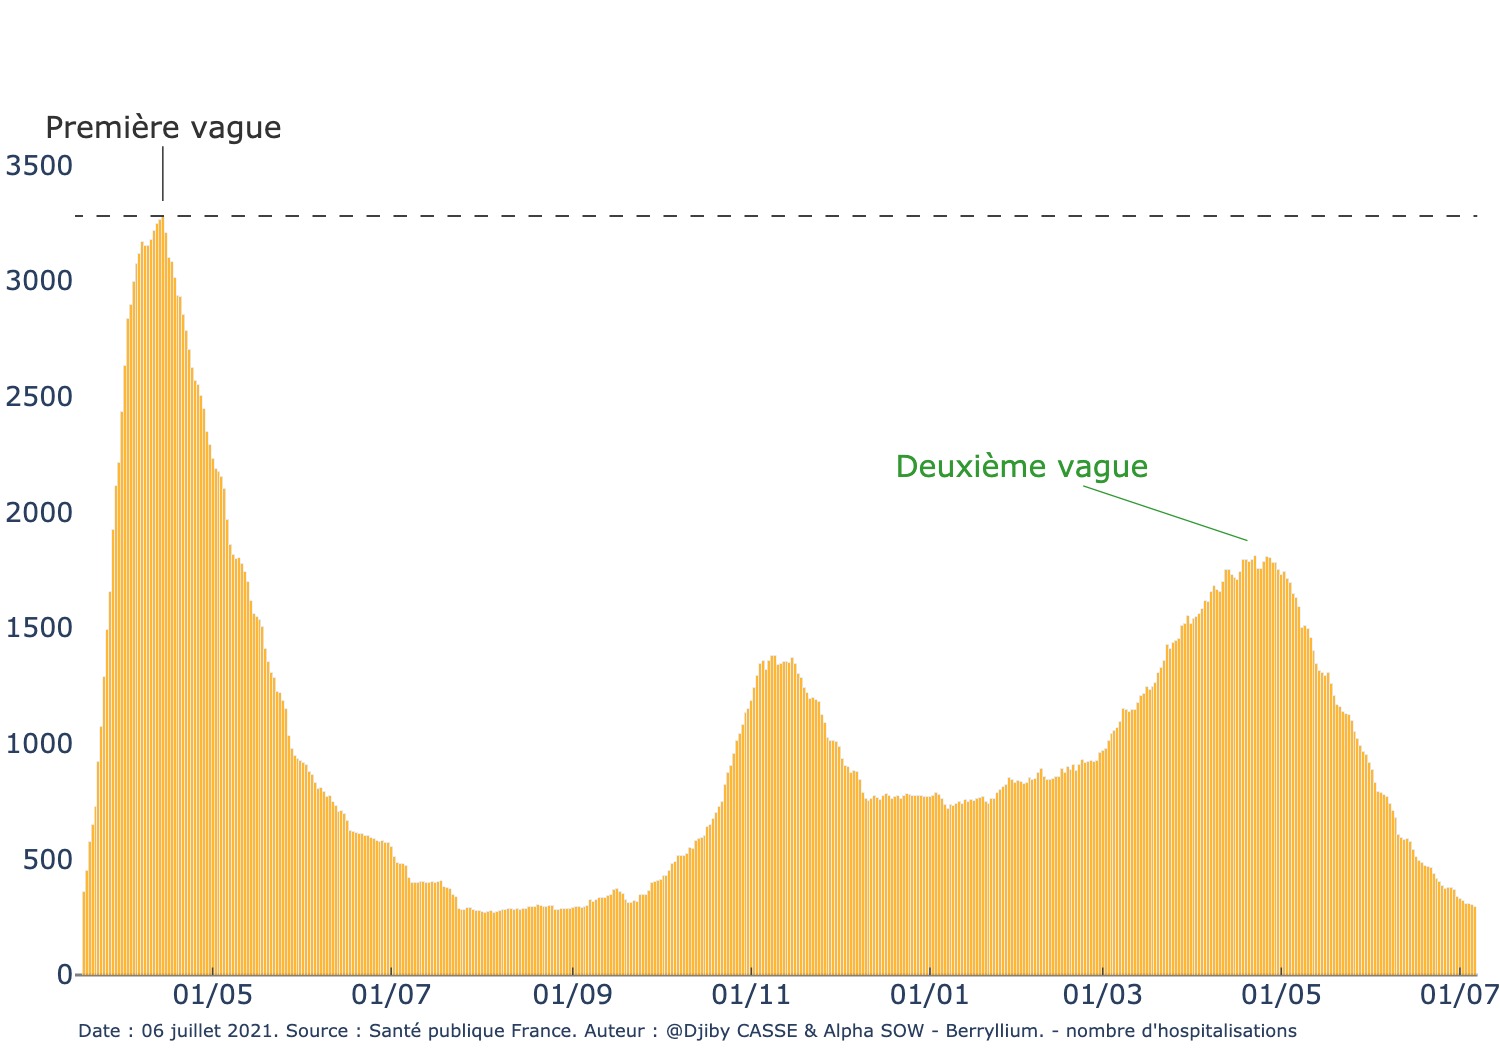 Première vague
3500
3000
2500
Deuxième vague
2000
1500
1000
500
0
01/05 01/07 01/09 01/11 01/01 01/03 01/05 01/07
Date : 06 juillet 2021. Source : Santé publique France. Auteur : @Djiby CASSE & Alpha SOW - Berryllium. - nombre d'hospitalisations